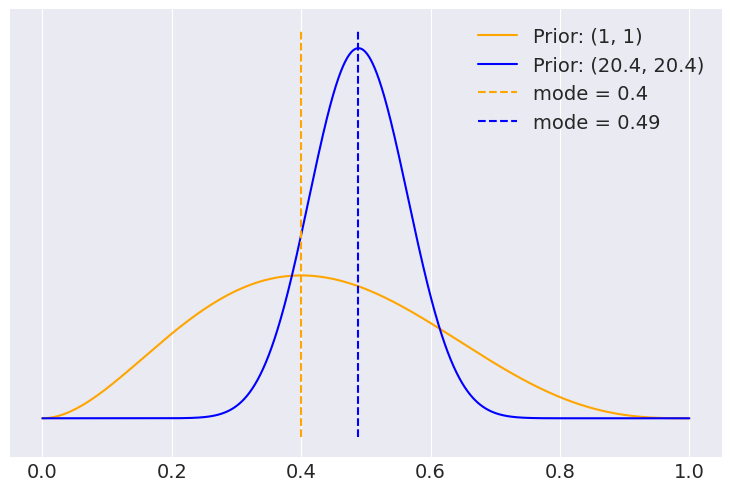 Prior: (1, 1)
Prior: (20.4, 20.4)
mode = 0.4
mode = 0.49
0.0 0.2 0.4 0.6 0.8 1.0